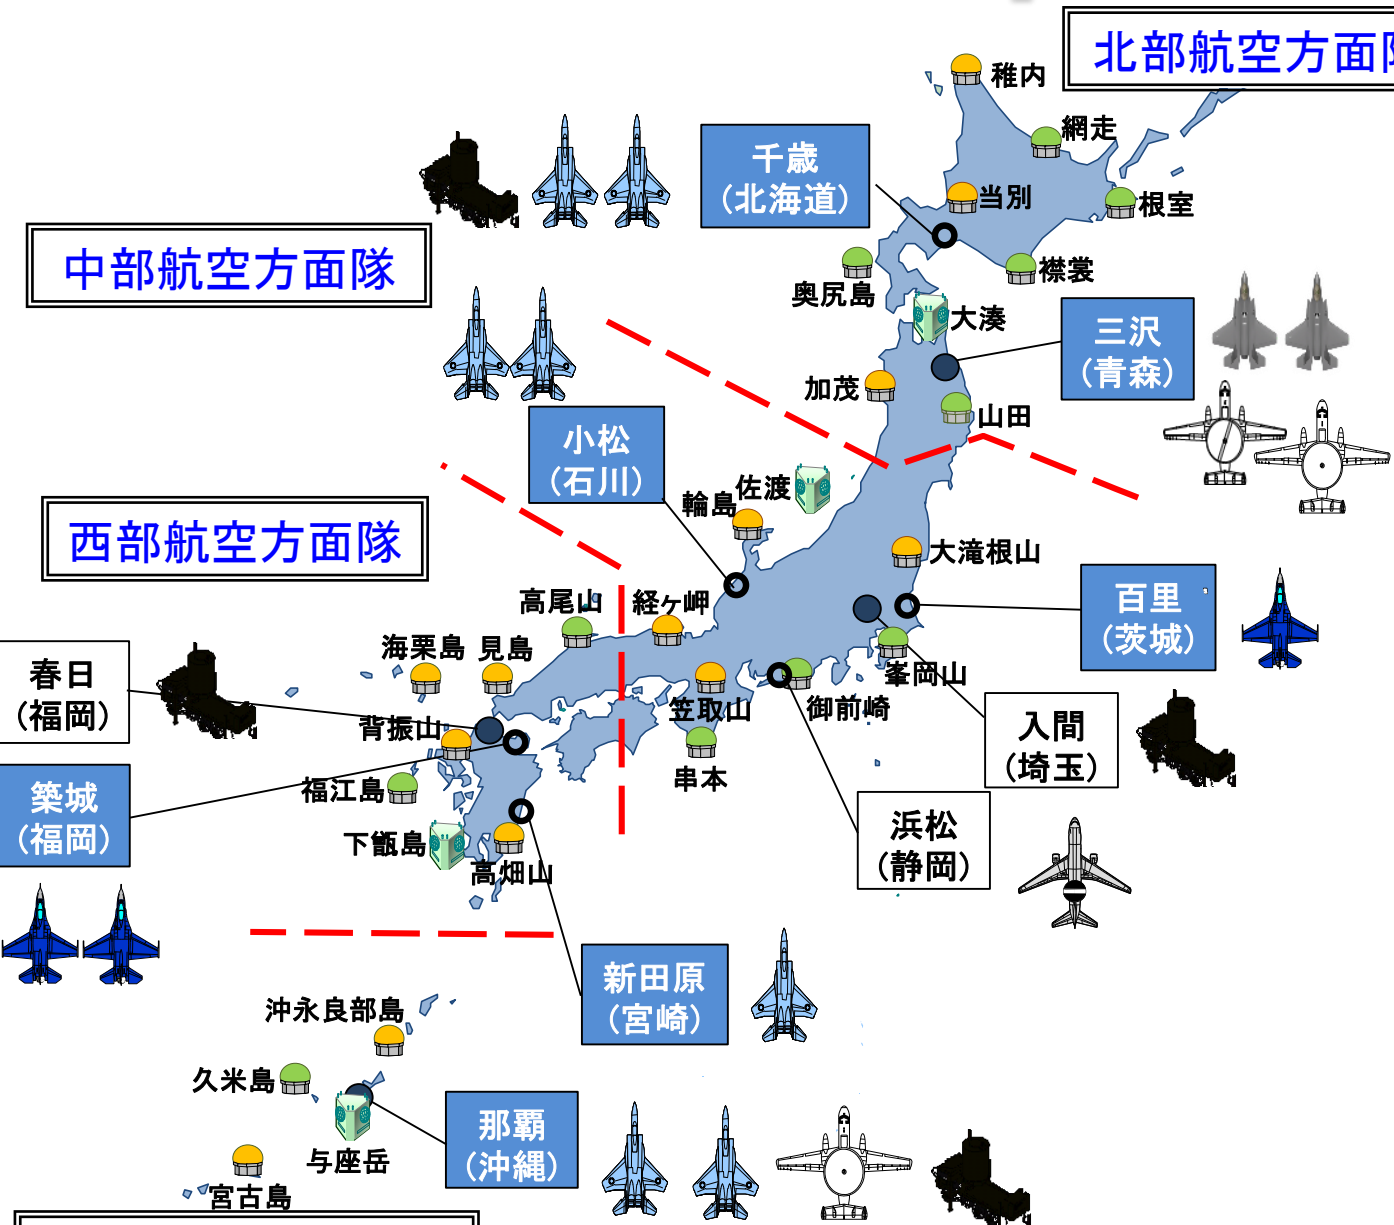 北部航空方面
稚内
網走
千歳
(北海道)
当別
根室
中部航空方面隊
襟裳
奥尻島
大湊
三沢
(青森)
加茂
山田
小松
(石川)
佐渡
輪島
西部航空方面隊
大滝根山
高尾山
経ヶ岬
百里
(茨城)
海栗島
見島
春日
(福岡)
峯岡山
笠取山
御前崎
背振山
入間
(埼玉)
串本
福江島
築城
(福岡)
浜松
(静岡)
下甑島
高畑山
新田原
(宮崎)
沖永良部島
久米島
那覇
(沖縄)
与座岳
宮古島